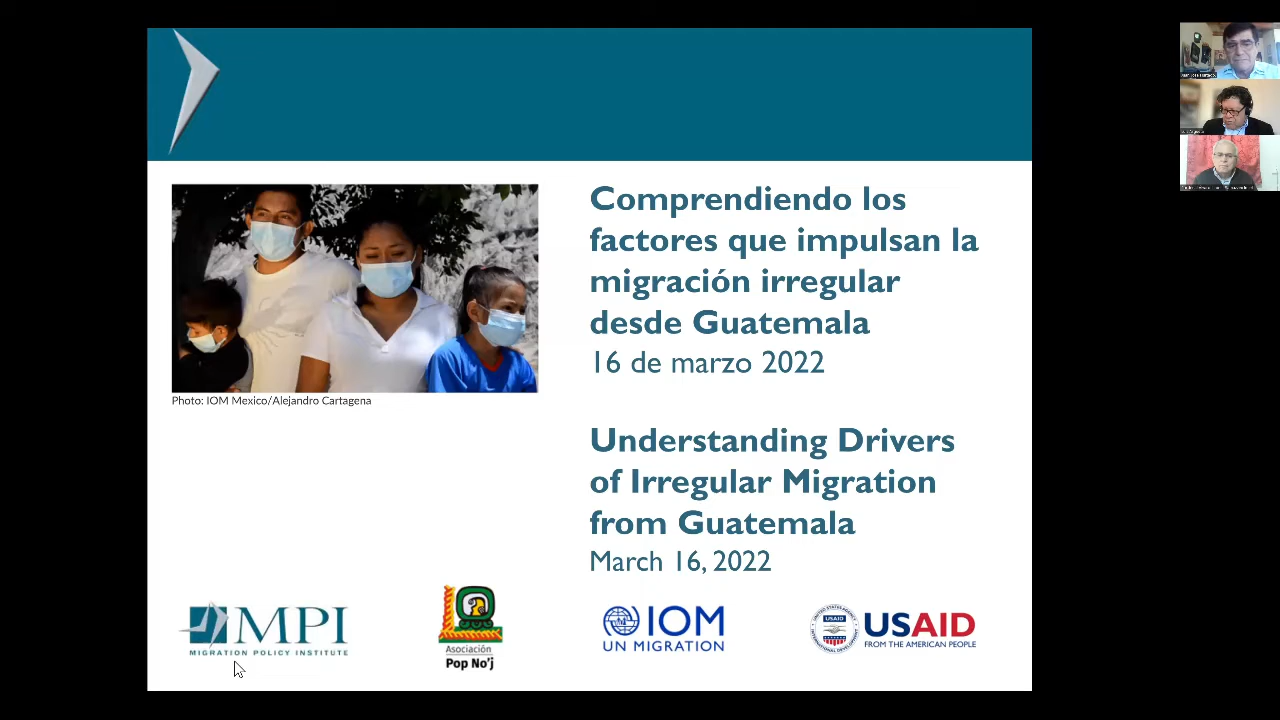 Comprendiendo los
factores que impulsan la
migración irregular
desde Guatemala
16 de marzo 2022
Photo: IOM Mexico/Alejandro Cartagena
Understanding Drivers
of Irregular Migration
from Guatemala
March 16, 2022
MPI
MIGRATION POLICY INSTITUTE
Asociación
Pop No'j
IOM
UN MIGRATION
USAID
USAID
FROM THE AMERICAN PEOPLE